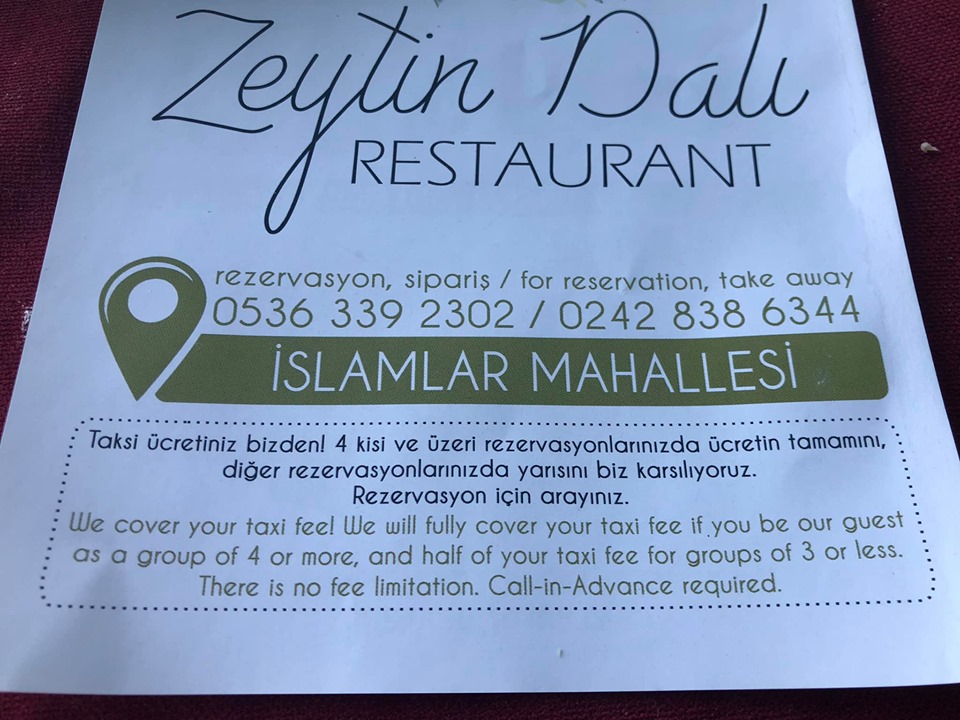 Zeytin Dalı
RESTAURANT
rezervasyon, sipariş / for reservation, take away
0536 339 2302 / 0242 838 6344
İSLAMLAR MAHALLESİ
Taksi ücretiniz bizden! 4 kisi ve üzeri rezervasyonlarınızda ücretin tamamını,
diğer rezervasyonlarınızda yarısını biz karsılıyoruz.
Rezervasyon için arayınız.
We cover your taxi fee! We will fully cover your taxi fee if you be our guest
as a group of 4 or more, and half of your taxi fee for groups of 3 or less.
There is no fee limitation. Call-in-Advance required.